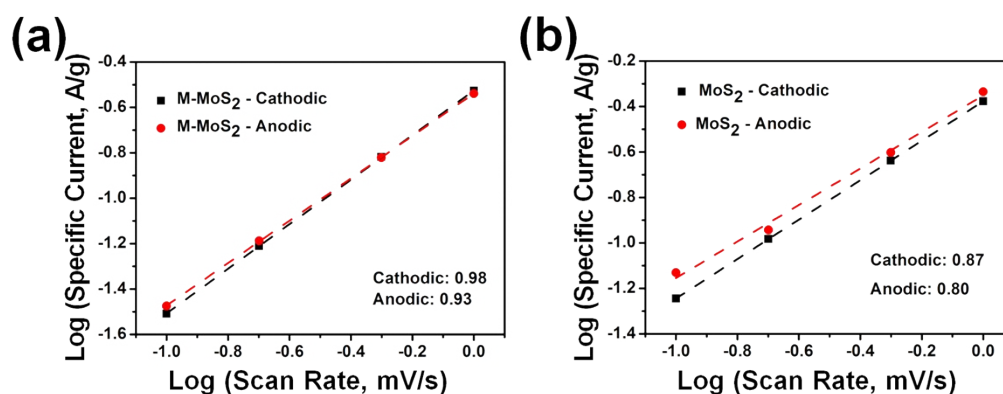 (a)
Log (Specific Current, A/g)
-0.4
-0.6
-0.8
-1.0
-1.2
-1.4
-1.6
M-MoS2 - Cathodic
M-MoS2 - Anodic
Cathodic: 0.98
Anodic: 0.93
-1.0 -0.8 -0.6 -0.4 -0.2 0.0
Log (Scan Rate, mV/s)
(b)
Log (Specific Current, A/g)
-0.2
-0.4
-0.6
-0.8
-1.0
-1.2
-1.4
MoS2 - Cathodic
MoS2 - Anodic
Cathodic: 0.87
Anodic: 0.80
-1.0 -0.8 -0.6 -0.4 -0.2 0.0
Log (Scan Rate, mV/s)